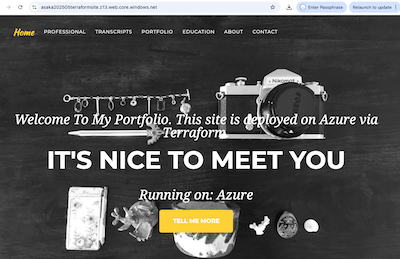 asaka202505terraformsite.z13.web.core.windows.net
Enter Passphrase
Relaunch to update
Home
PROFESSIONAL
TRANSCRIPTS
PORTFOLIO
EDUCATION
ABOUT
CONTACT
Nikomat
Welcome To My Portfolio. This site is deployed on Azure via
Terraform
IT'S NICE TO MEET YOU
Running on: Azure
TELL ME MORE